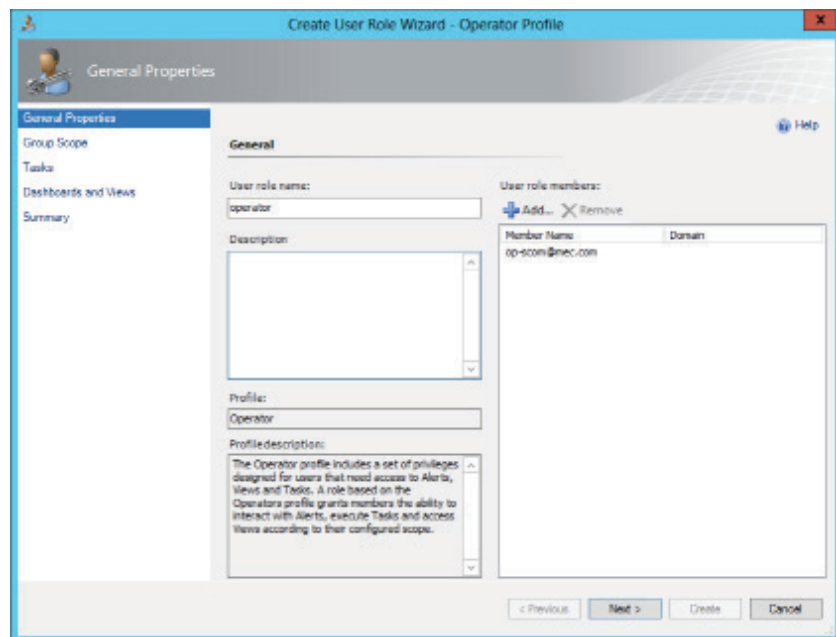 Create User Role Wizard - Operator Profile
x
General Properties
General Properties
Group Scope
Tasks
Dashboards and Views
Summary
Help
General
User role name:
operator
Description
Profile:
Operator
Profile description:
The Operator profile includes a set of privileges
designed for users that need access to Alerts,
Views and Tasks. A role based on the
Operators profile grants members the ability to
interact with Alerts, execute Tasks and access
Views according to their configured scope.
User role members:
Add... Remove
Member Name Domain
op-scom@mec.com
< Previous Next > Create Cancel